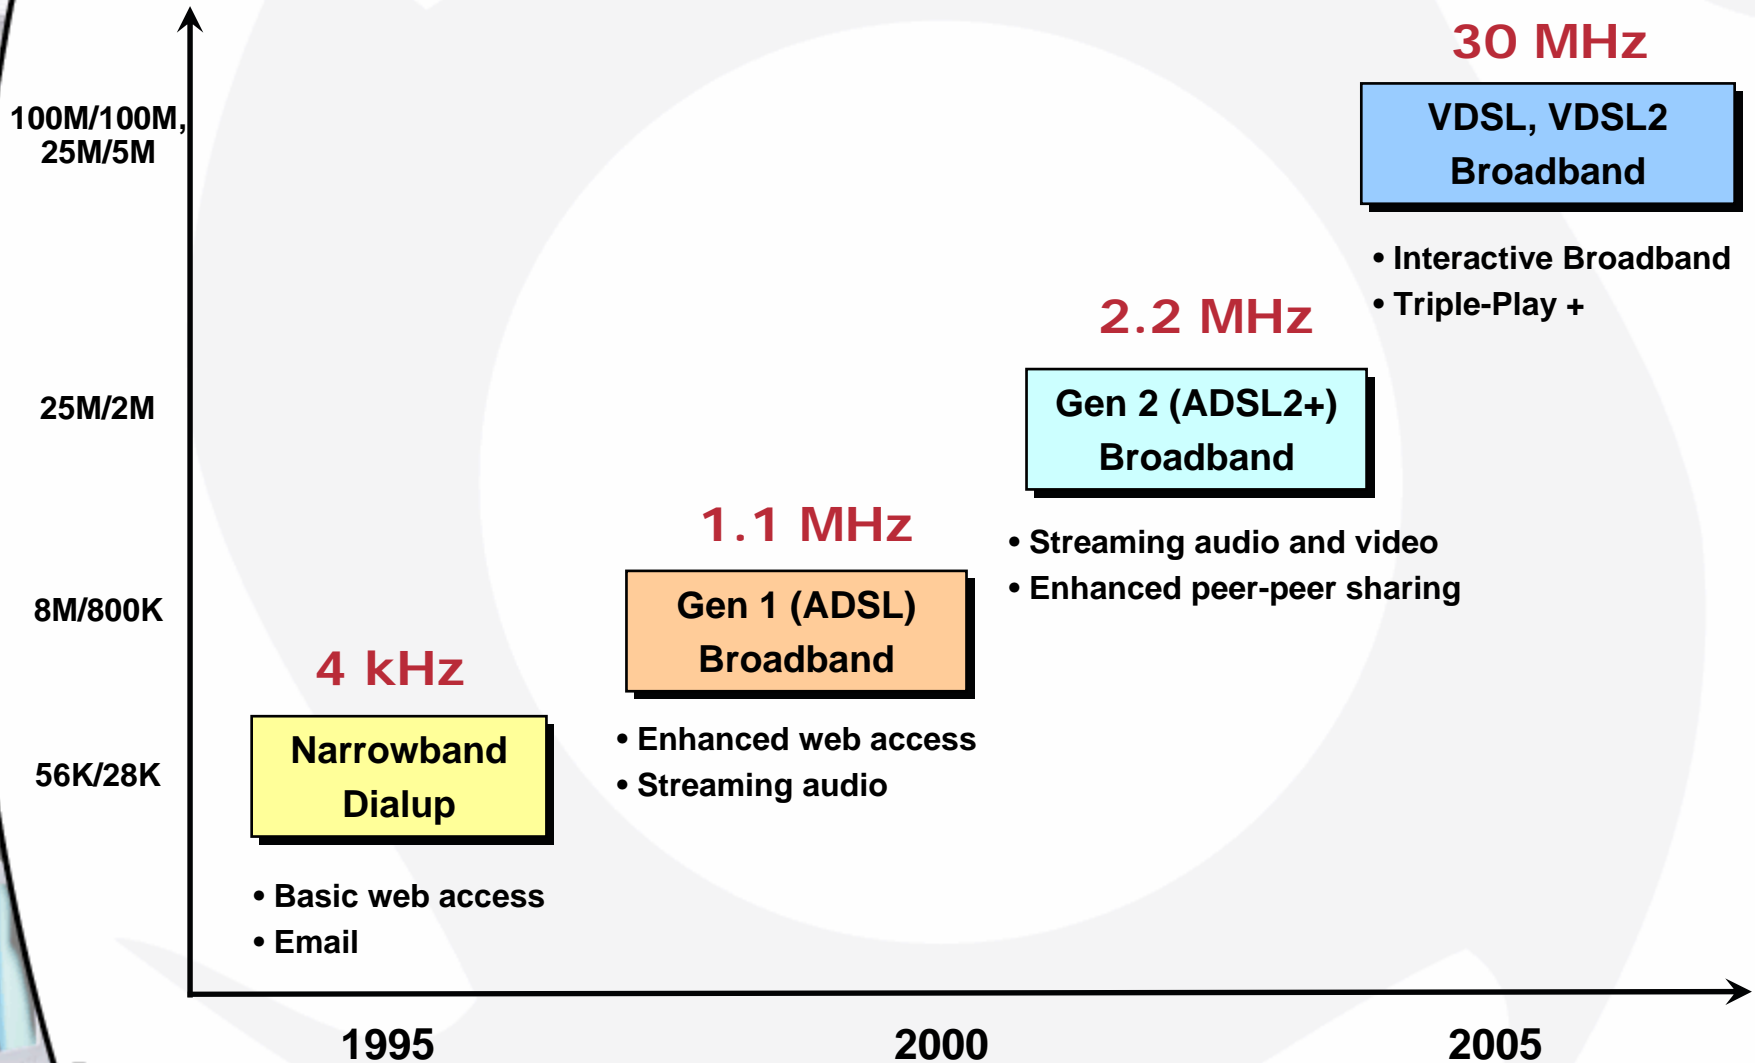 30 MHz
100M/100M,
25M/5M
VDSL, VDSL2
Broadband
• Interactive Broadband
• Triple-Play +
2.2 MHz
25M/2M
Gen 2 (ADSL2+)
Broadband
• Streaming audio and video
• Enhanced peer-peer sharing
1.1 MHz
8M/800K
Gen 1 (ADSL)
Broadband
• Enhanced web access
• Streaming audio
4 kHz
56K/28K
Narrowband
Dialup
• Basic web access
• Email
1995
2000
2005